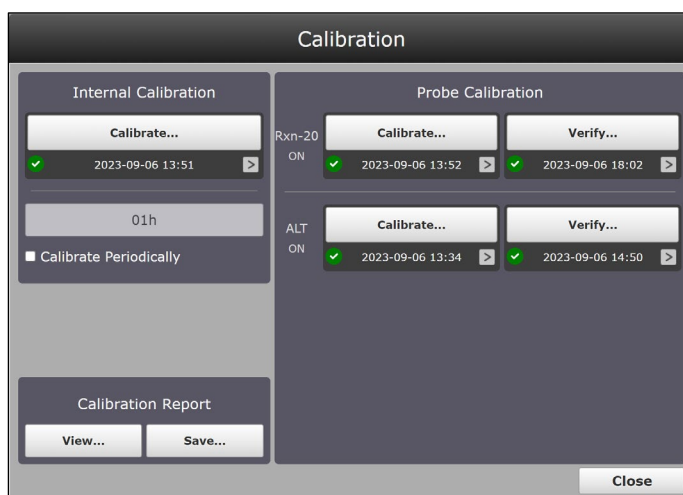 Calibration
Internal Calibration
Calibrate...
2023-09-06 13:51 >
01h
Calibrate Periodically
Calibration Report
View... Save...
Probe Calibration
Rxn-20
ON
Calibrate... Verify...
2023-09-06 13:52 > 2023-09-06 18:02 >
ALT
ON
Calibrate... Verify...
2023-09-06 13:34 > 2023-09-06 14:50 >
Close